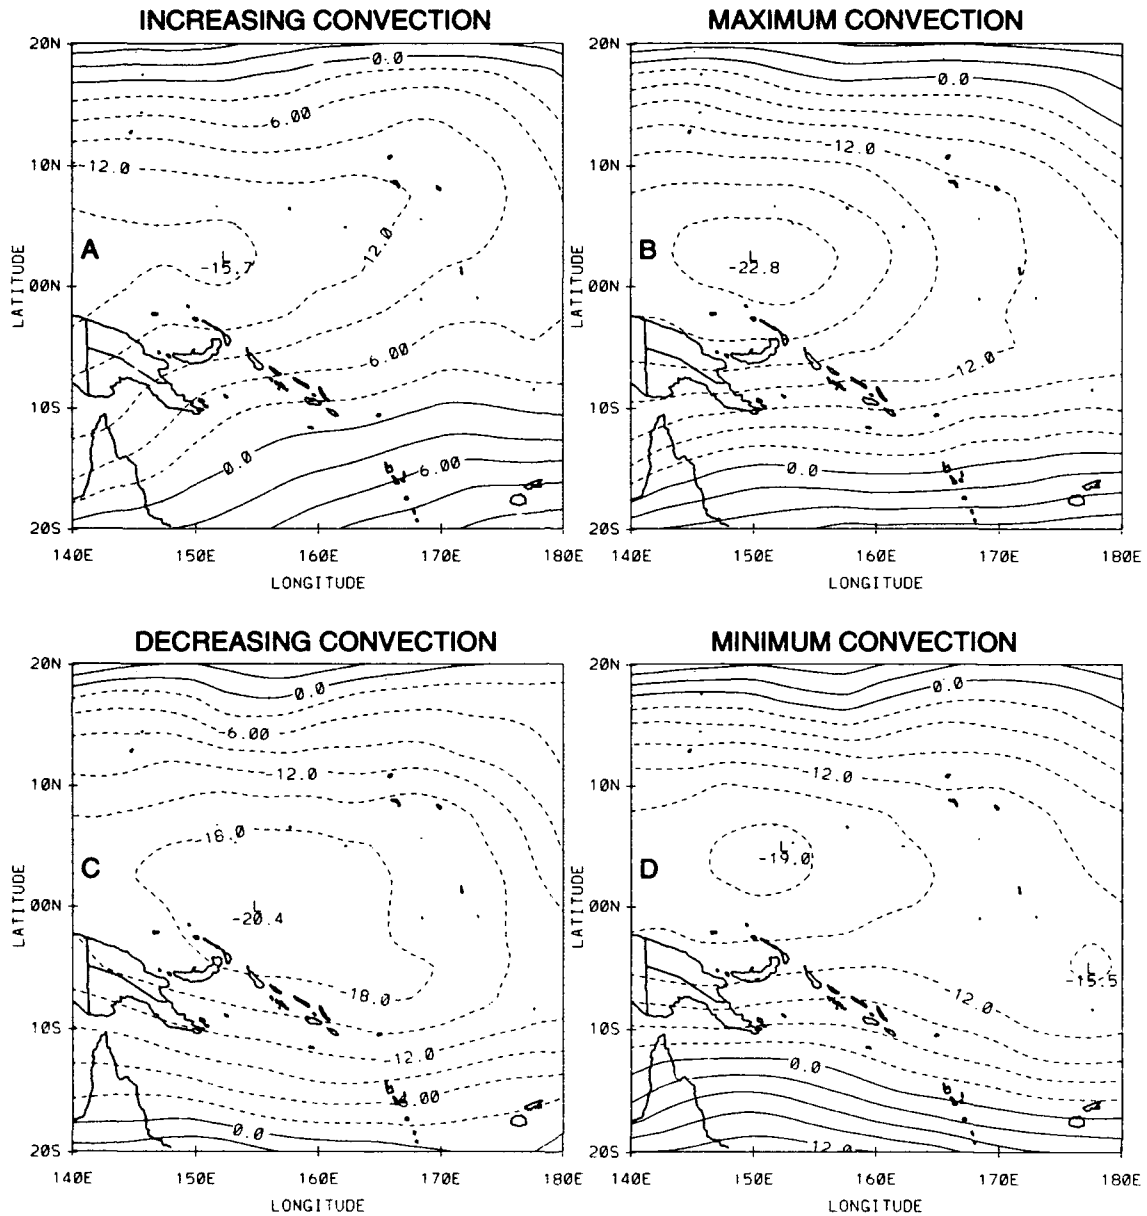 INCREASING CONVECTION
MAXIMUM CONVECTION
20N
10N
00N
10S
20S
LATITUDE
0.0
-6.00
-12.0
A
L
-15.7
12.0
6.00
0.0
6.00
140E 150E 160E 170E 180E
LONGITUDE
20N
10N
00N
10S
20S
LATITUDE
0.0
-12.0
B
L
-22.8
-12.0
0.0
140E 150E 160E 170E 180E
LONGITUDE
DECREASING CONVECTION
MINIMUM CONVECTION
20N
10N
00N
10S
20S
LATITUDE
0.0
-6.00
-12.0
-18.0
C
L
-20.4
18.0
-12.0
.00
0.0
140E 150E 160E 170E 180E
LONGITUDE
20N
10N
00N
10S
20S
LATITUDE
0.0
-12.0
L
-19.0
D
L
-15.5
12.0
0.0
12.0
140E 150E 160E 170E 180E
LONGITUDE